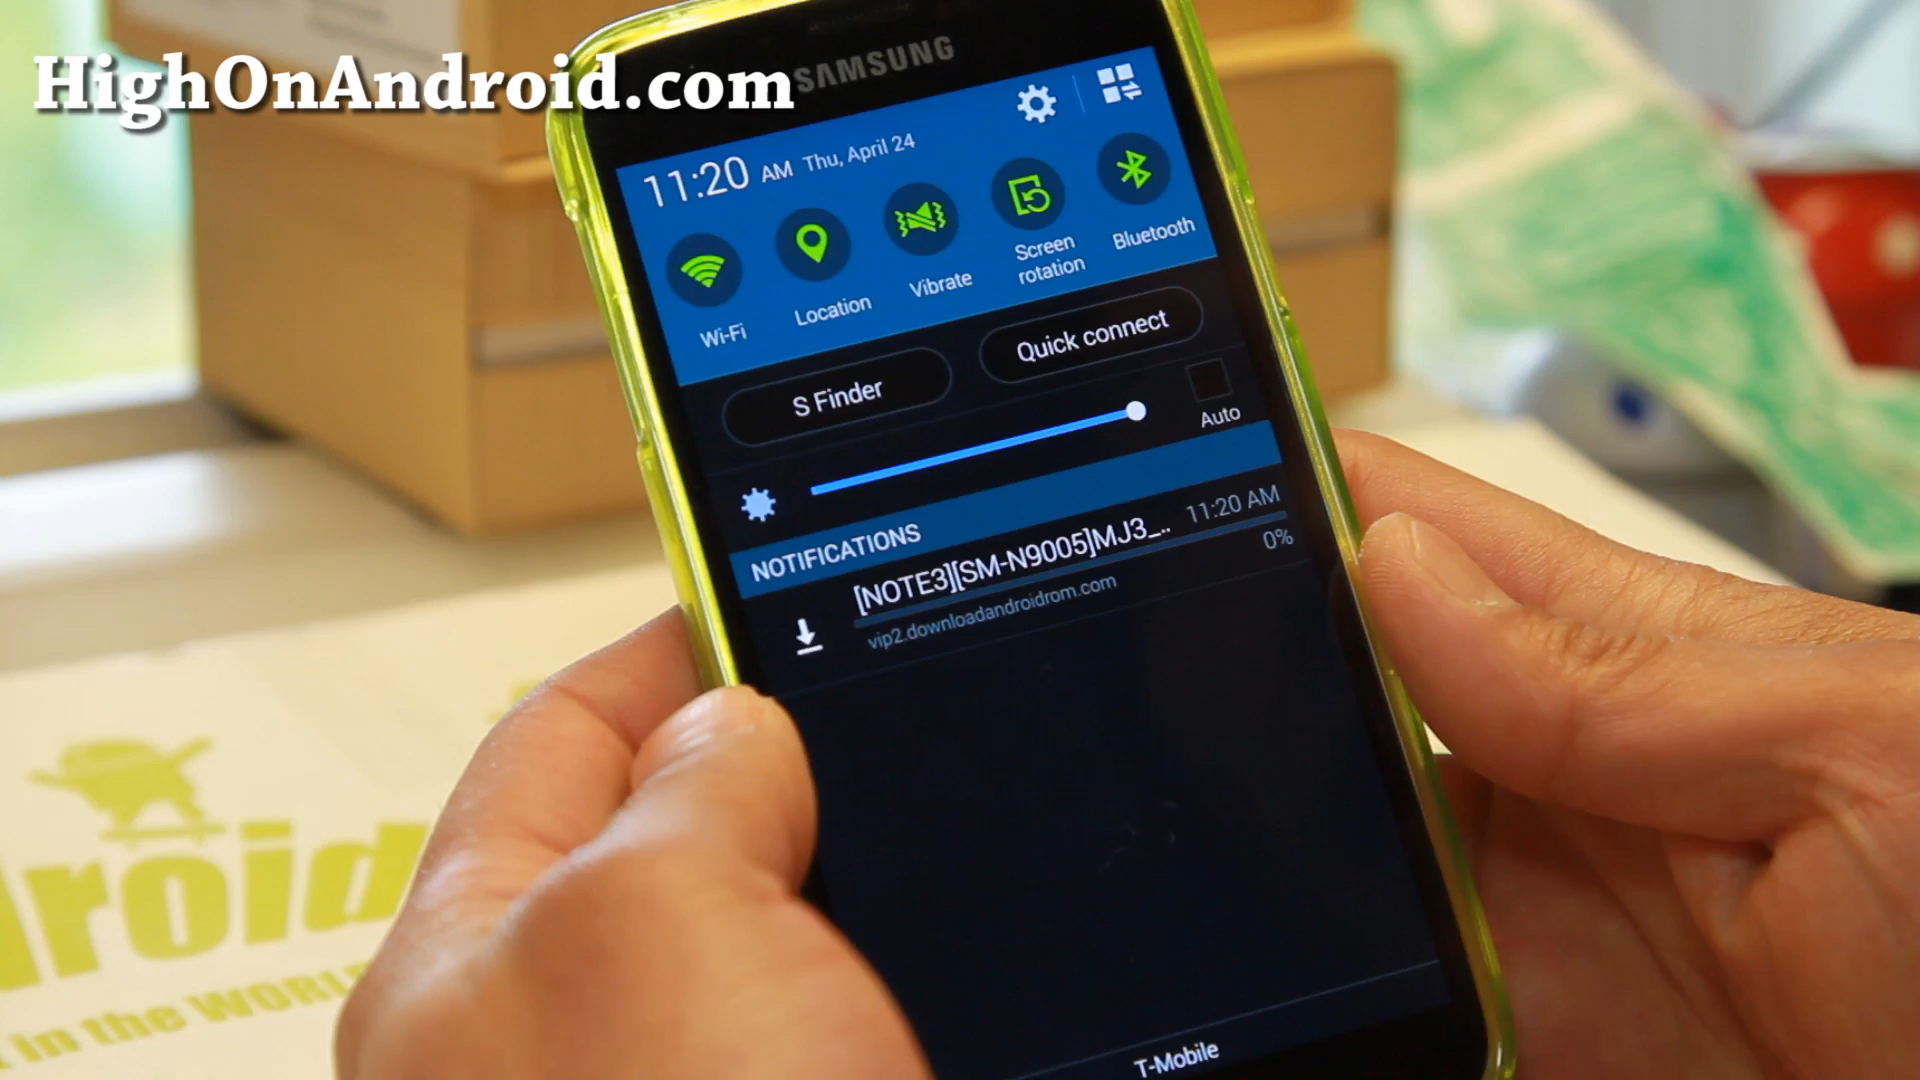 HighOnAndroid.com
SAMSUNG
11:20 AM Thu, April 24
Wi-Fi
Location
Vibrate
Screen
rotation
Bluetooth
S Finder
Quick connect
Auto
NOTIFICATIONS
[NOTE3][SM-N9005]MJ3_.. 11:20 AM
0%
vip2.downloadandroidrom.com
T-Mobile
droid
in the WORL